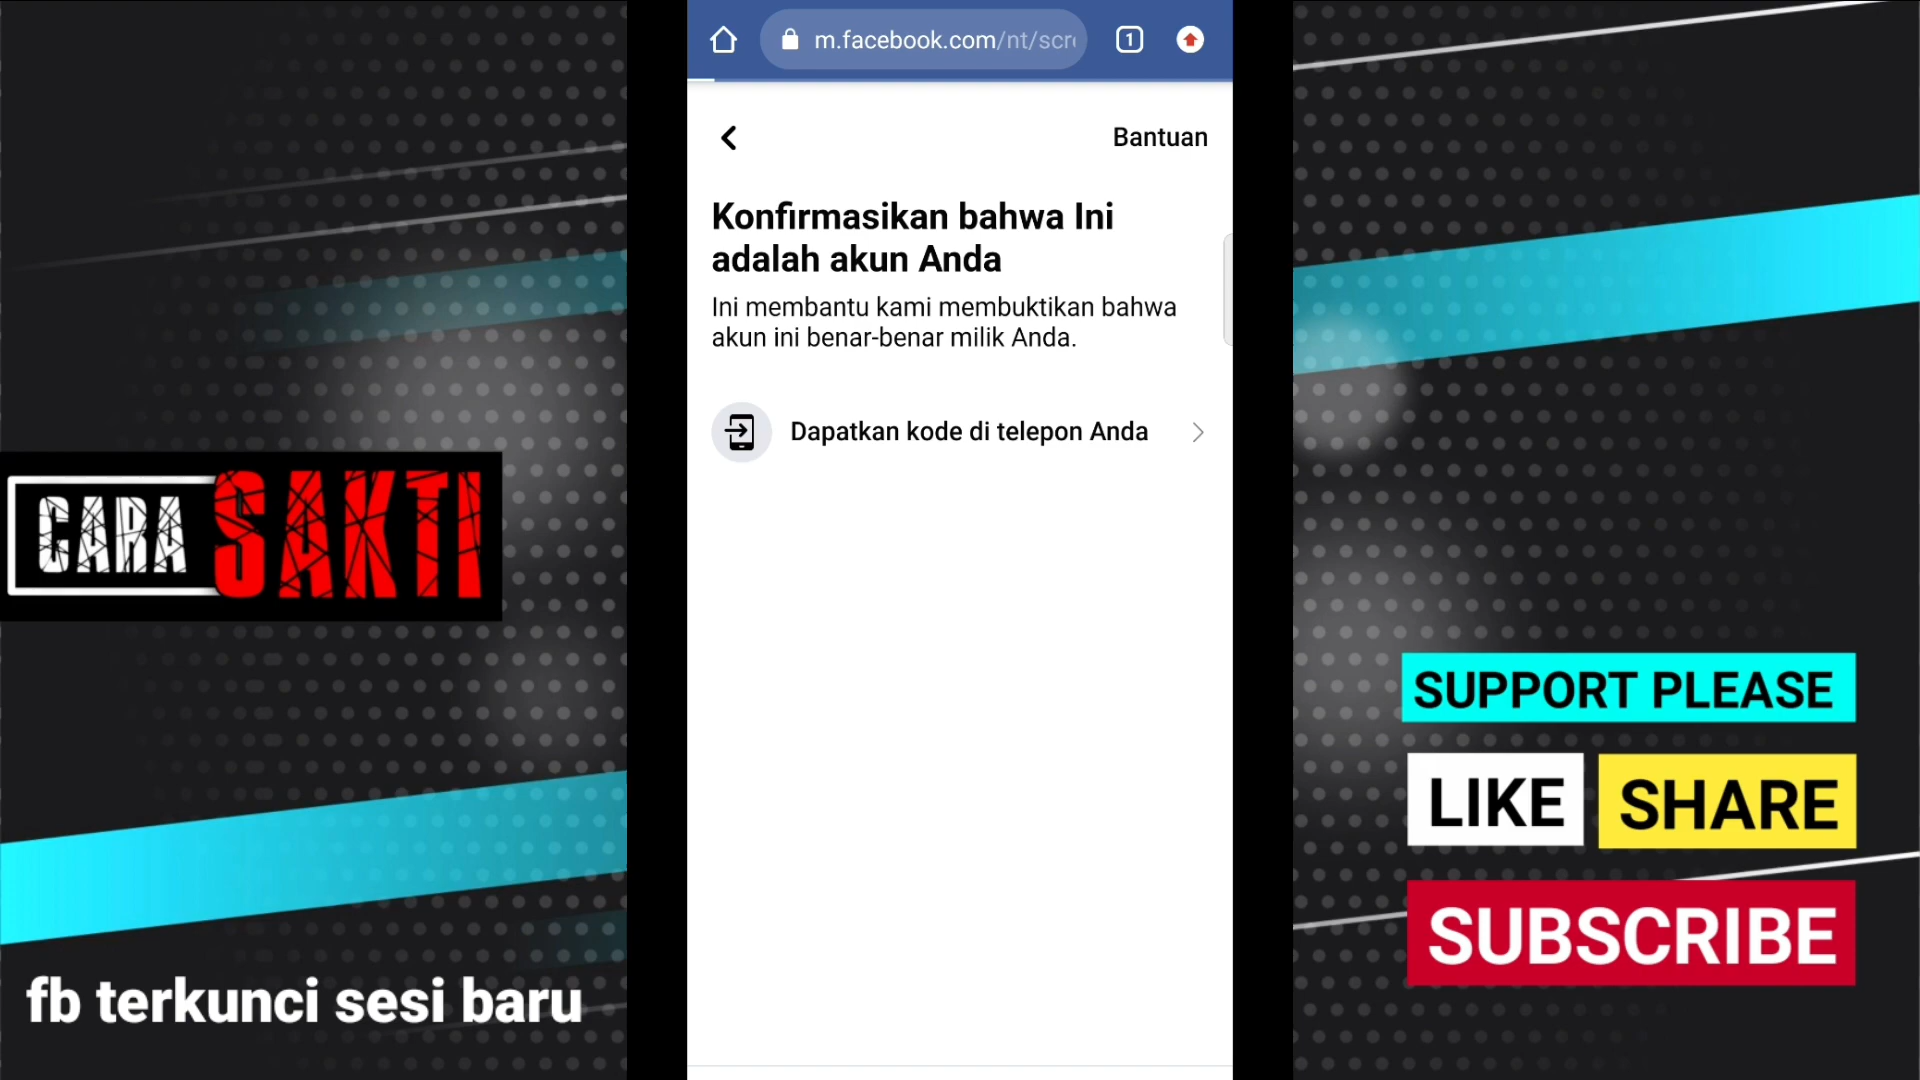 m.facebook.com/nt/scr
1
Bantuan
Konfirmasikan bahwa Ini
adalah akun Anda
Ini membantu kami membuktikan bahwa
akun ini benar-benar milik Anda.
Dapatkan kode di telepon Anda
CARA SAKTI
fb terkunci sesi baru
SUPPORT PLEASE
LIKE SHARE
SUBSCRIBE